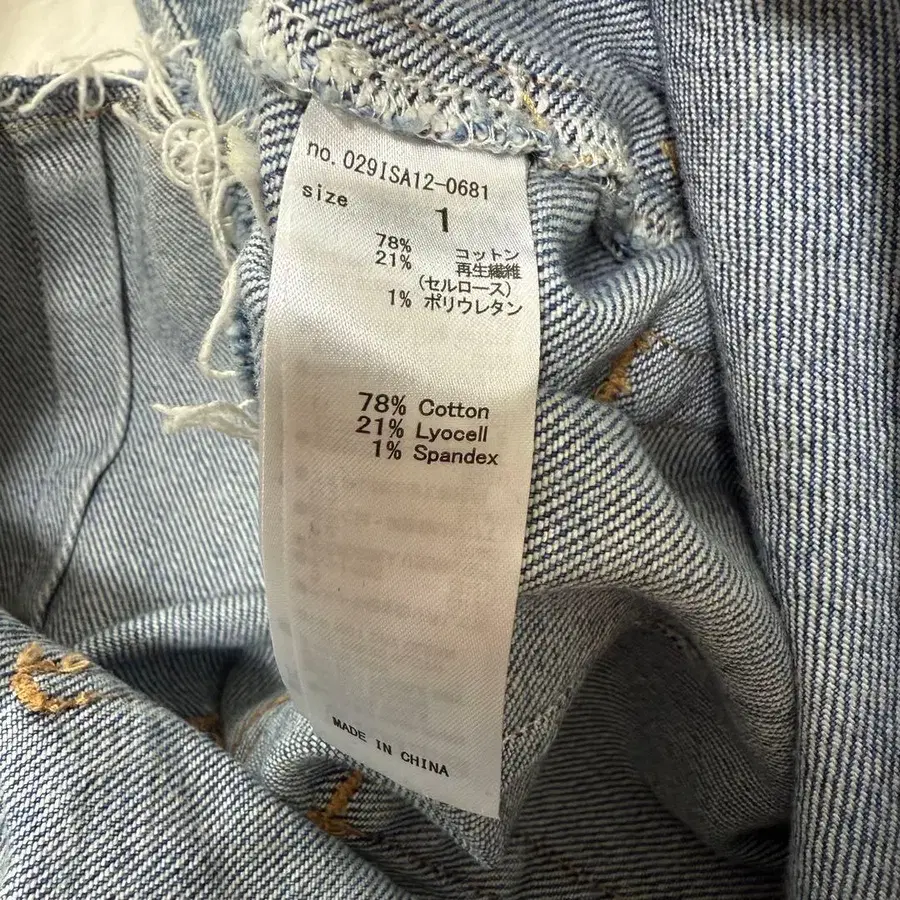 no. 029ISA12-0681
size 1
78% コットン
21% 再生繊維
(セルロース)
1% ポリウレタン
78% Cotton
21% Lyocell
1% Spandex
MADE IN CHINA